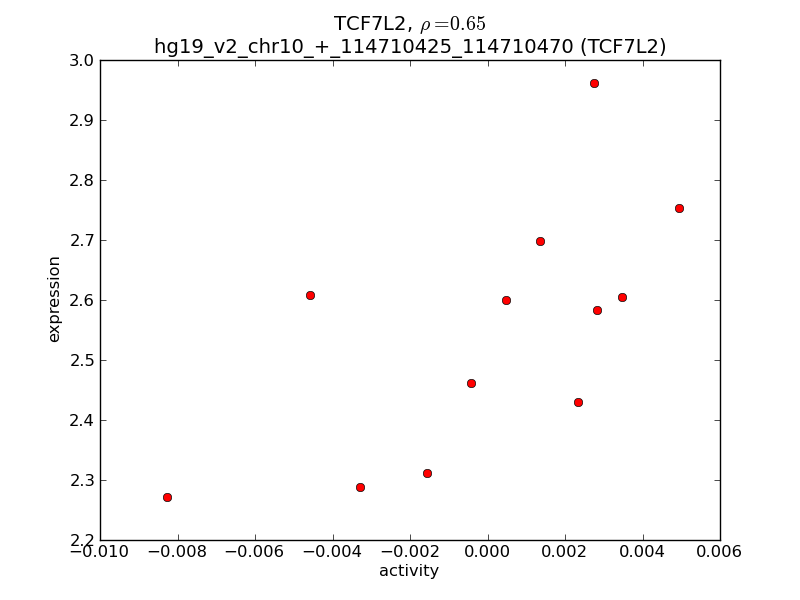 TCF7L2, ρ=0.65
hg19_v2_chr10_+_114710425_114710470 (TCF7L2)
3.0
2.9
2.8
2.7
2.6
2.5
2.4
2.3
2.2
expression
−0.010 −0.008 −0.006 −0.004 −0.002 0.000 0.002 0.004 0.006
activity